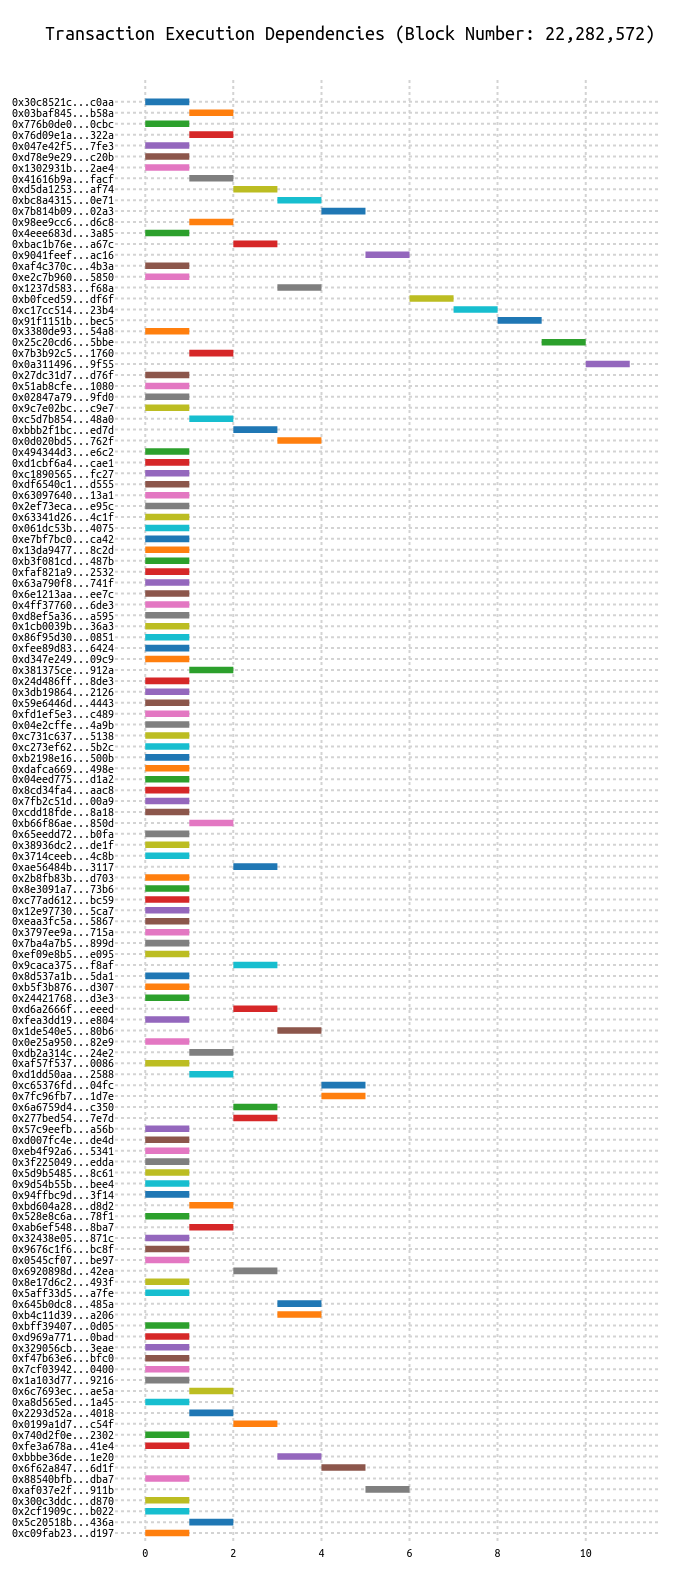 Transaction Execution Dependencies (Block Number: 22,282,572)
0x30c8521c...c0aa
0x03baf845...b58a
0x776b0de0...0cbc
0x76d09e1a...322a
0x047e42f5...7fe3
0xd78e9e29...c20b
0x1302931b...2ae4
0x41616b9a...facf
0xd5da1253...af74
0xbc8a4315...0e71
0x7b814b09...02a3
0x98ee9cc6...d6c8
0x4eee683d...3a85
0xbac1b76e...a67c
0x9041feef...ac16
0xaf4c370c...4b3a
0xe2c7b960...5850
0x1237d583...f68a
0xb0fced59...df6f
0xc17cc514...23b4
0x91f1151b...bec5
0x3380de93...54a8
0x25c20cd6...5bbe
0x7b3b92c5...1760
0x0a311496...9f55
0x27dc31d7...d76f
0x51ab8cfe...1080
0x02847a79...9fd0
0x9c7e02bc...c9e7
0xc5d7b854...48a0
0xbbb2f1bc...ed7d
0x0d020bd5...762f
0x494344d3...e6c2
0xd1cbf6a4...cae1
0xc1890565...fc27
0xdf6540c1...d555
0x63097640...13a1
0x2ef73eca...e95c
0x63341d26...4c1f
0x061dc53b...4075
0xe7bf7bc0...ca42
0x13da9477...8c2d
0xb3f081cd...487b
0xfaf821a9...2532
0x63a790f8...741f
0x6e1213aa...ee7c
0x4ff37760...6de3
0xd8ef5a36...a595
0x1cb0039b...36a3
0x86f95d30...0851
0xfee89d83...6424
0xd347e249...09c9
0x381375ce...912a
0x24d486ff...8de3
0x3db19864...2126
0x59e6446d...4443
0xfd1ef5e3...c489
0x04e2cffe...4a9b
0xc731c637...5138
0xc273ef62...5b2c
0xb2198e16...500b
0xdafca669...498e
0x04eed775...d1a2
0x8cd34fa4...aac8
0x7fb2c51d...00a9
0xcdd18fde...8a18
0xb66f86ae...850d
0x65eedd72...b0fa
0x38936dc2...de1f
0x3714ceeb...4c8b
0xae56484b...3117
0x2b8fb83b...d703
0x8e3091a7...73b6
0xc77ad612...bc59
0x12e97730...5ca7
0xeaa3fc5a...5867
0x3797ee9a...715a
0x7ba4a7b5...899d
0xef09e8b5...e095
0x9caca375...f8af
0x8d537a1b...5da1
0xb5f3b876...d307
0x24421768...d3e3
0xd6a2666f...eeed
0xfea3dd19...e804
0x1de540e5...80b6
0x0e25a950...82e9
0xdb2a314c...24e2
0xaf57f537...0086
0xd1dd50aa...2588
0xc65376fd...04fc
0x7fc96fb7...1d7e
0x6a6759d4...c350
0x277bed54...7e7d
0x57c9eefb...a56b
0xd007fc4e...de4d
0xeb4f92a6...5341
0x3f225049...edda
0x5d9b5485...8c61
0x9d54b55b...bee4
0x94ffbc9d...3f14
0xbd604a28...d8d2
0x528e8c6a...78f1
0xab6ef548...8ba7
0x32438e05...871c
0x9676c1f6...bc8f
0x0545cf07...be97
0x6920898d...42ea
0x8e17d6c2...493f
0x5aff33d5...a7fe
0x645b0dc8...485a
0xb4c11d39...a206
0xbff39407...0d05
0xd969a771...0bad
0x329056cb...3eae
0xf47b63e6...bfc0
0x7cf03942...0400
0x1a103d77...9216
0x6c7693ec...ae5a
0xa8d565ed...1a45
0x2293d52a...4018
0x0199a1d7...c54f
0x740d2f0e...2302
0xfe3a678a...41e4
0xbbbe36de...1e20
0x6f62a847...6d1f
0x88540bfb...dba7
0xaf037e2f...911b
0x300c3ddc...d870
0x2cf1909c...b022
0x5c20518b...436a
0xc09fab23...d197
0 2 4 6 8 10